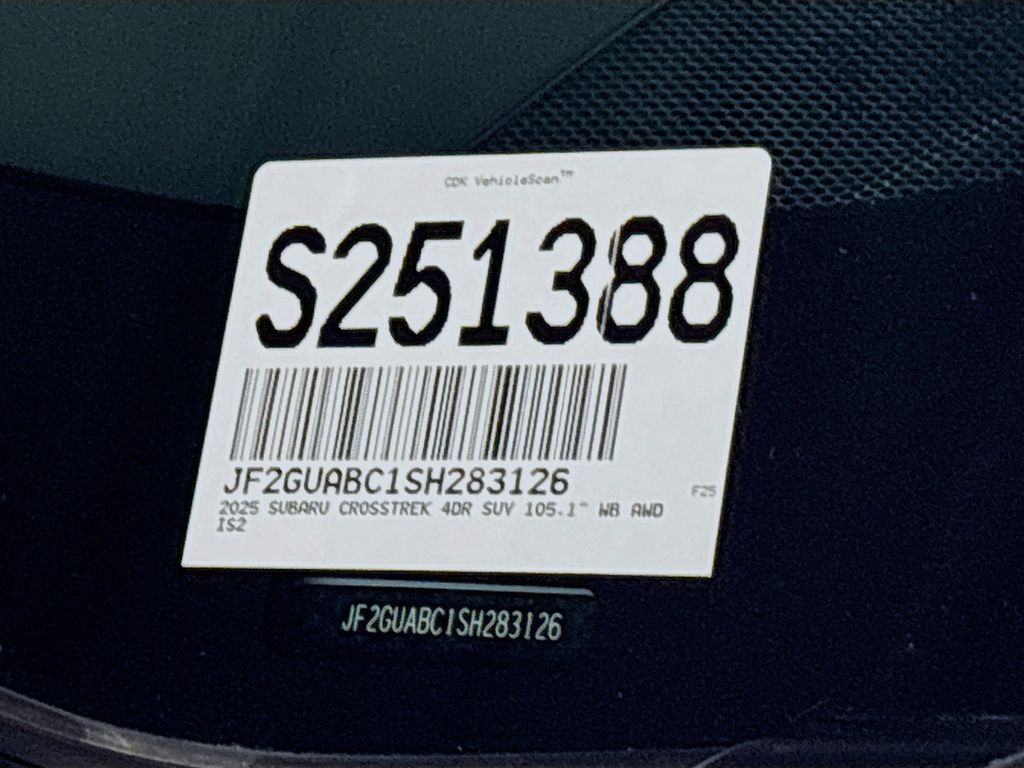 CDK VehicleScan™
S251388
JF2GUABC1SH283126
F25
2025 SUBARU CROSSTREK 4DR SUV 105.1" WB AWD
IS2
JF2GUABC1SH283126